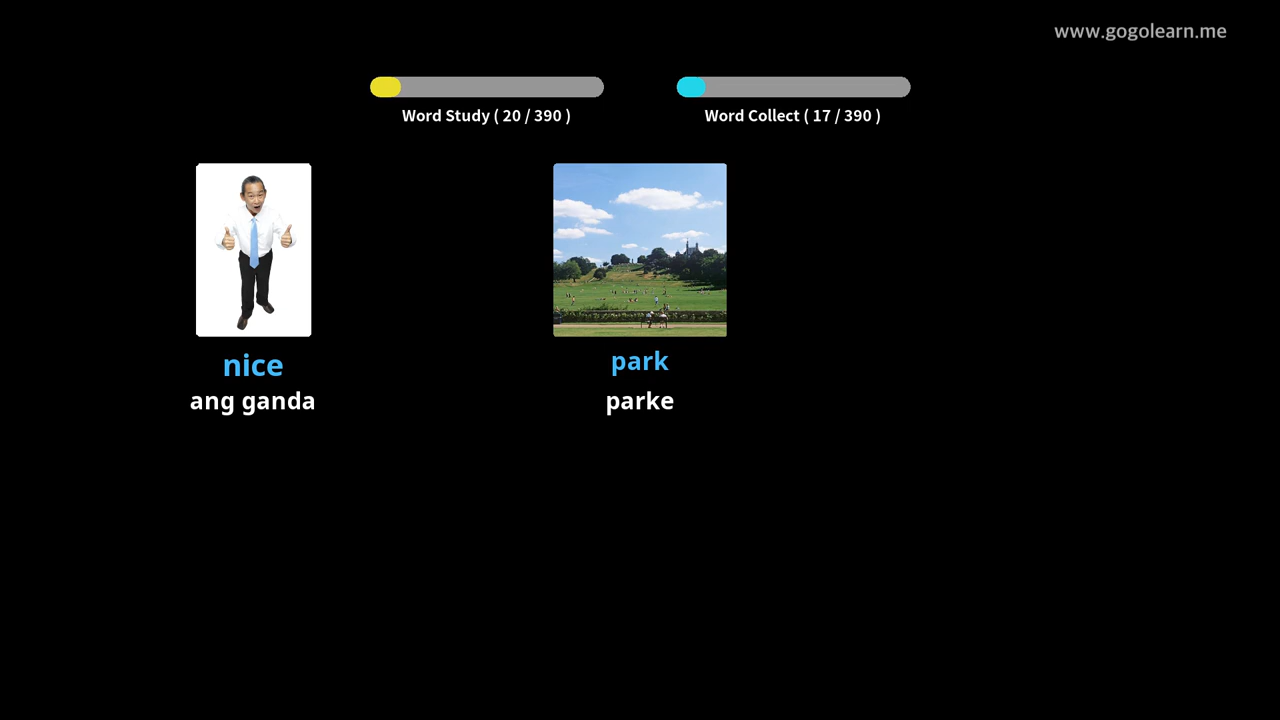 www.gogolearn.me
Word Study ( 20 / 390 )
Word Collect ( 17 / 390 )
nice
ang ganda
park
parke